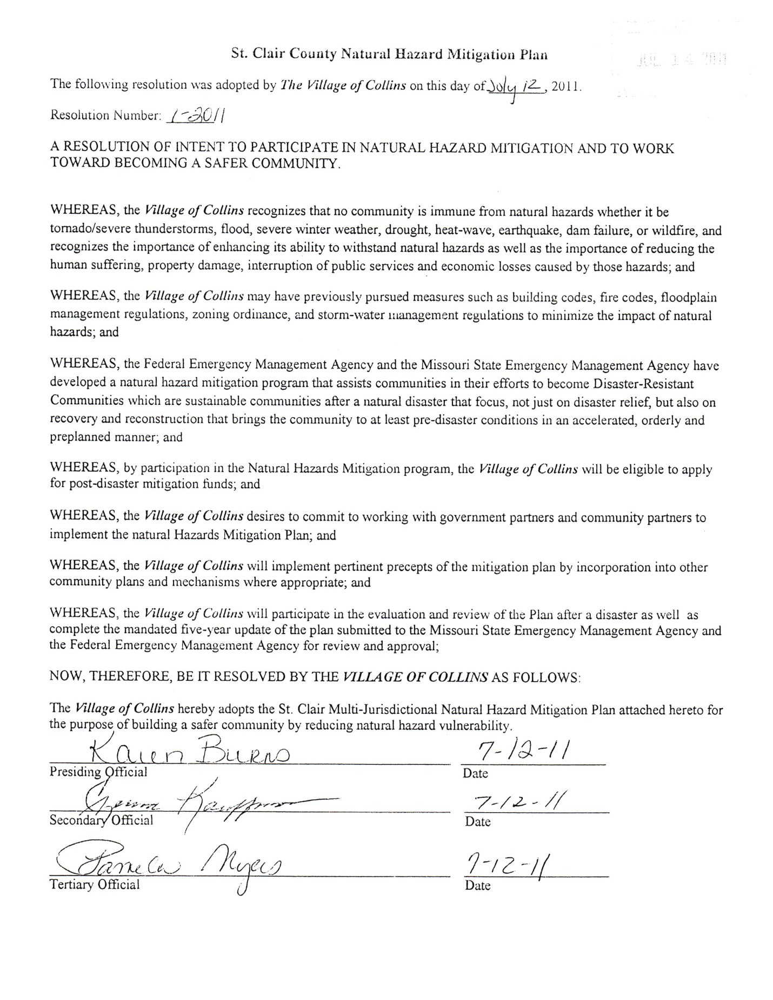 St. Clair County Natural Hazard Mitigation Plan
JUL 14 2011
The following resolution was adopted by The Village of Collins on this day of July 12, 2011.
Resolution Number: 1-2011
A RESOLUTION OF INTENT TO PARTICIPATE IN NATURAL HAZARD MITIGATION AND TO WORK
TOWARD BECOMING A SAFER COMMUNITY.
WHEREAS, the Village of Collins recognizes that no community is immune from natural hazards whether it be
tornado/severe thunderstorms, flood, severe winter weather, drought, heat-wave, earthquake, dam failure, or wildfire, and
recognizes the importance of enhancing its ability to withstand natural hazards as well as the importance of reducing the
human suffering, property damage, interruption of public services and economic losses caused by those hazards; and
WHEREAS, the Village of Collins may have previously pursued measures such as building codes, fire codes, floodplain
management regulations, zoning ordinance, and storm-water management regulations to minimize the impact of natural
hazards; and
WHEREAS, the Federal Emergency Management Agency and the Missouri State Emergency Management Agency have
developed a natural hazard mitigation program that assists communities in their efforts to become Disaster-Resistant
Communities which are sustainable communities after a natural disaster that focus, not just on disaster relief, but also on
recovery and reconstruction that brings the community to at least pre-disaster conditions in an accelerated, orderly and
preplanned manner; and
WHEREAS, by participation in the Natural Hazards Mitigation program, the Village of Collins will be eligible to apply
for post-disaster mitigation funds; and
WHEREAS, the Village of Collins desires to commit to working with government partners and community partners to
implement the natural Hazards Mitigation Plan; and
WHEREAS, the Village of Collins will implement pertinent precepts of the mitigation plan by incorporation into other
community plans and mechanisms where appropriate; and
WHEREAS, the Village of Collins will participate in the evaluation and review of the Plan after a disaster as well as
complete the mandated five-year update of the plan submitted to the Missouri State Emergency Management Agency and
the Federal Emergency Management Agency for review and approval;
NOW, THEREFORE, BE IT RESOLVED BY THE VILLAGE OF COLLINS AS FOLLOWS:
The Village of Collins hereby adopts the St. Clair Multi-Jurisdictional Natural Hazard Mitigation Plan attached hereto for
the purpose of building a safer community by reducing natural hazard vulnerability.
Karen Burns 7-12-11
Presiding Official Date
Kauffman 7-12-11
Secondary Official Date
Pamela Myers 7-12-11
Tertiary Official Date